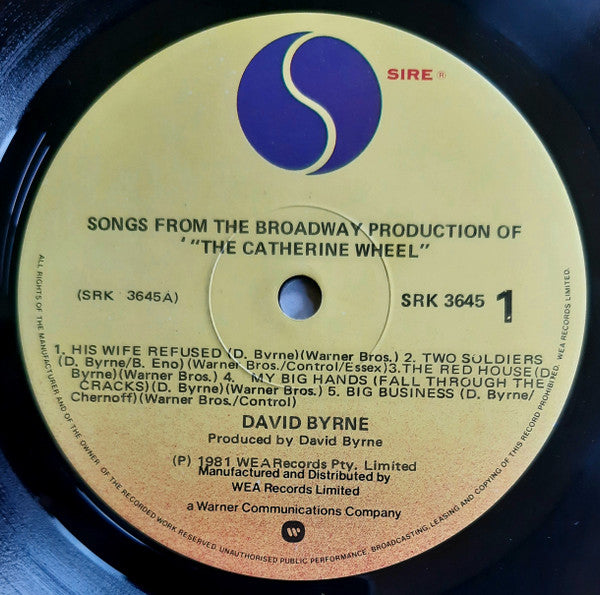 SIRE ®
SONGS FROM THE BROADWAY PRODUCTION OF
' "THE CATHERINE WHEEL"
(SRK 3645A)
SRK 3645 1
1. HIS WIFE REFUSED (D. Byrne)(Warner Bros.) 2. TWO SOLDIERS
(D. Byrne/B. Eno) (Warner Bros./Control/Essex)3.THE RED HOUSE(D.
Byrne)(Warner Bros.) 4. MY BIG HANDS (FALL THROUGH THE
CRACKS)(D. Byrne) (Warner Bros.) 5. BIG BUSINESS (D. Byrne/
Chernoff)(Warner Bros./Control)
DAVID BYRNE
Produced by David Byrne
(P) 1981 WEA Records Pty. Limited
Manufactured and Distributed by
WEA Records Limited
a Warner Communications Company
ALL RIGHTS OF THE MANUFACTURER AND OF THE OWNER OF THE RECORDED WORK RESERVED. UNAUTHORISED PUBLIC PERFORMANCE, BROADCASTING, LEASING AND COPYING OF THIS RECORD PROHIBITED. WEA RECORDS LIMITED.